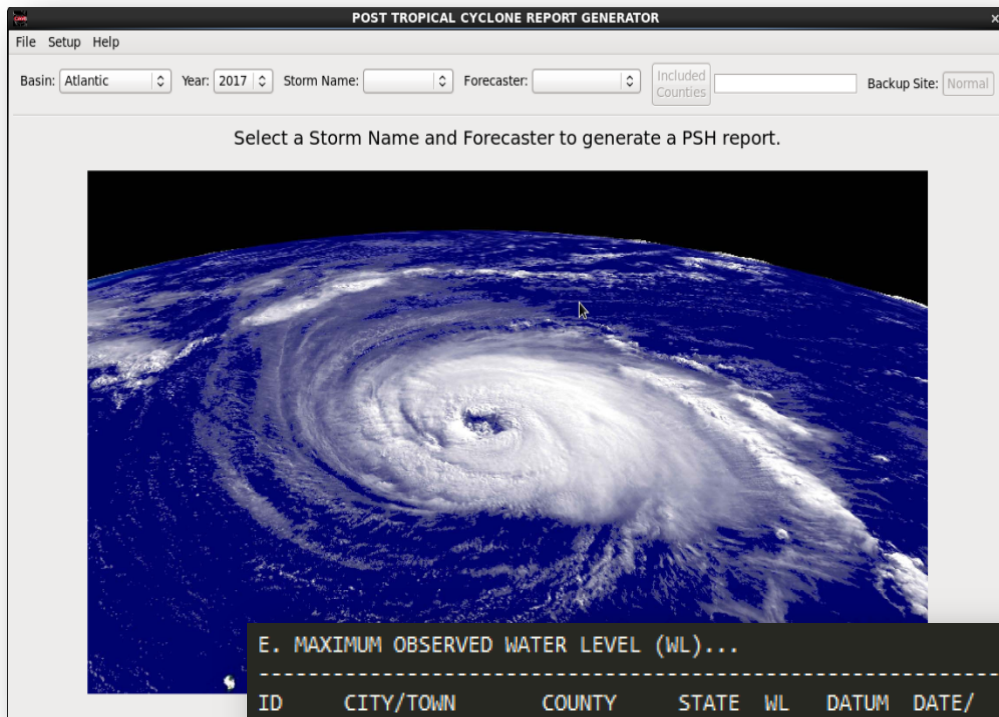 POST TROPICAL CYCLONE REPORT GENERATOR
File Setup Help
Basin: Atlantic Year: 2017 Storm Name: Forecaster: Included Counties Backup Site: Normal
Select a Storm Name and Forecaster to generate a PSH report.
E. MAXIMUM OBSERVED WATER LEVEL (WL)...
ID CITY/TOWN COUNTY STATE WL DATUM DATE/